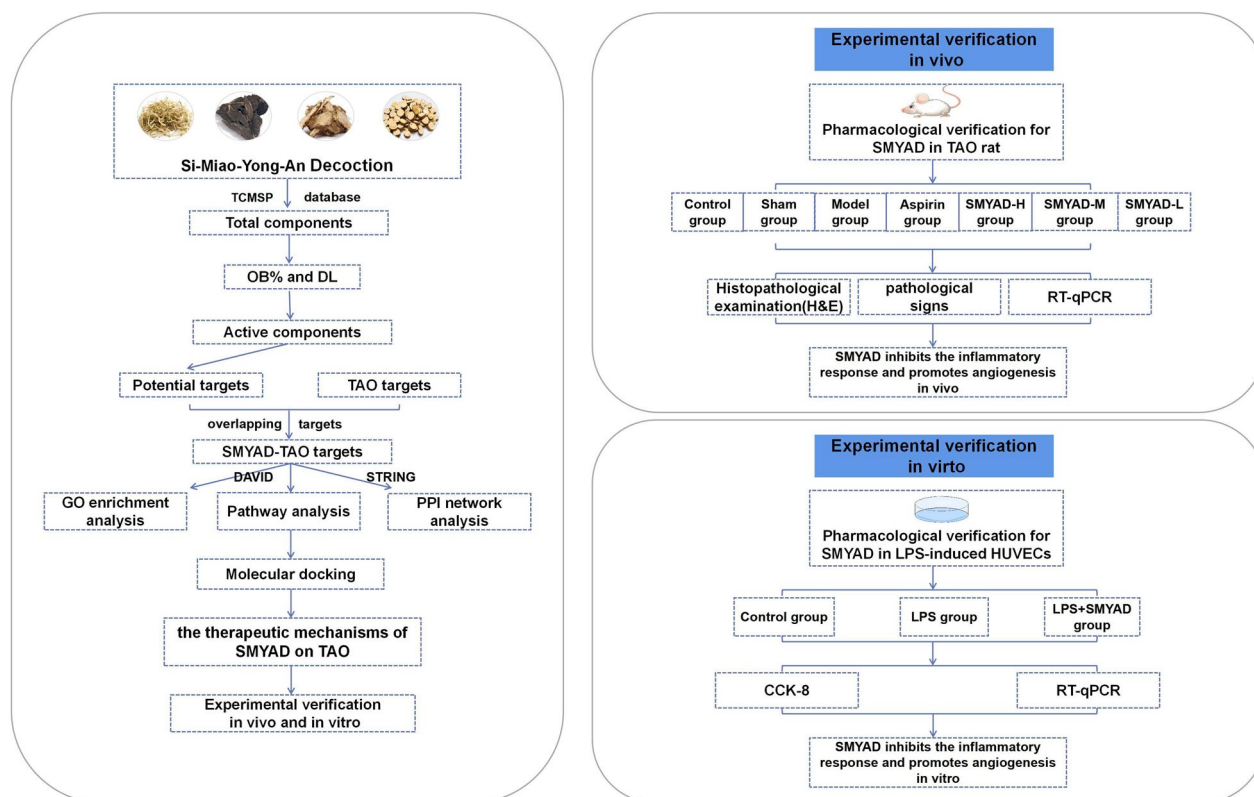 Si-Miao-Yong-An Decoction
TCMSP database
Total components
OB% and DL
Active components
Potential targets
TAO targets
overlapping targets
SMYAD-TAO targets
DAVID
STRING
GO enrichment
analysis
Pathway analysis
PPI network
analysis
Molecular docking
the therapeutic mechanisms of
SMYAD on TAO
Experimental verification
in vivo and in vitro
Experimental verification
in vivo
Pharmacological verification for
SMYAD in TAO rat
Control
group
Sham
group
Model
group
Aspirin
group
SMYAD-H
group
SMYAD-M
group
SMYAD-L
group
Histopathological
examination(H&E)
pathological
signs
RT-qPCR
SMYAD inhibits the inflammatory
response and promotes angiogenesis
in vivo
Experimental verification
in virto
Pharmacological verification for
SMYAD in LPS-induced HUVECs
Control group
LPS group
LPS+SMYAD
group
CCK-8
RT-qPCR
SMYAD inhibits the inflammatory
response and promotes angiogenesis
in vitro